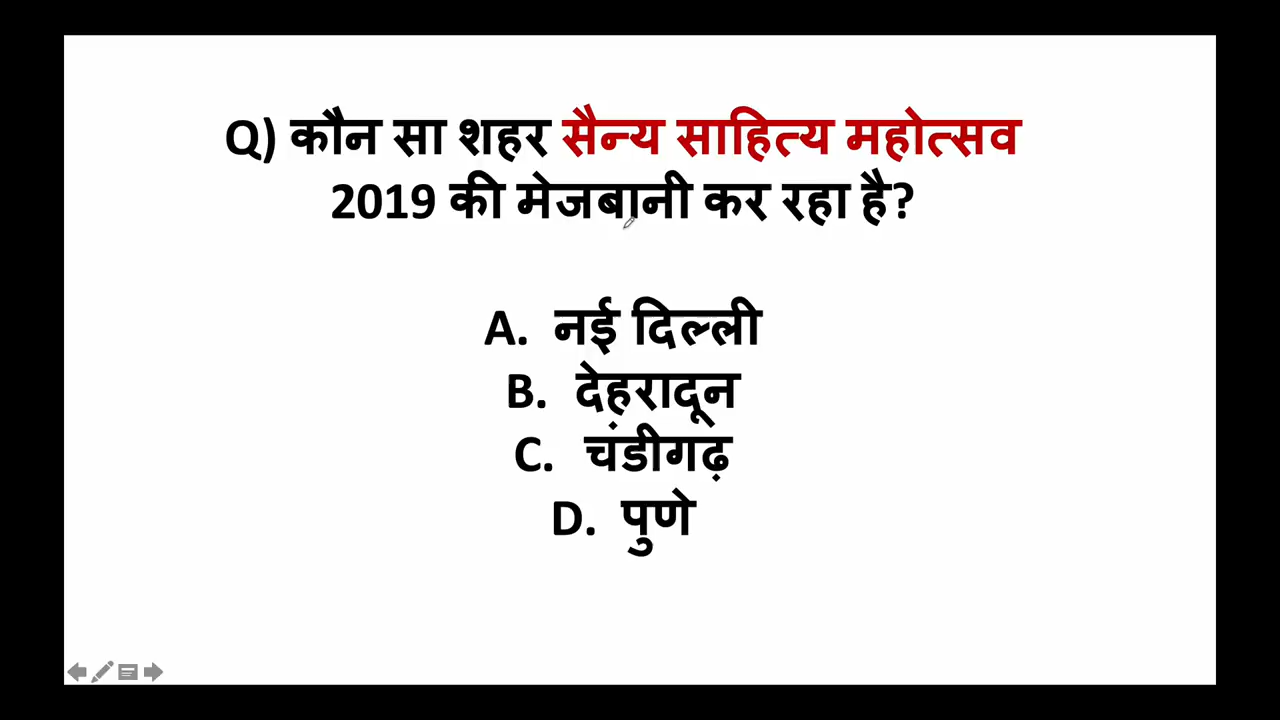 Q) कौन सा शहर सैन्य साहित्य महोत्सव
2019 की मेजबानी कर रहा है?
A. नई दिल्ली
B. देहरादून
C. चंडीगढ़
D. पुणे